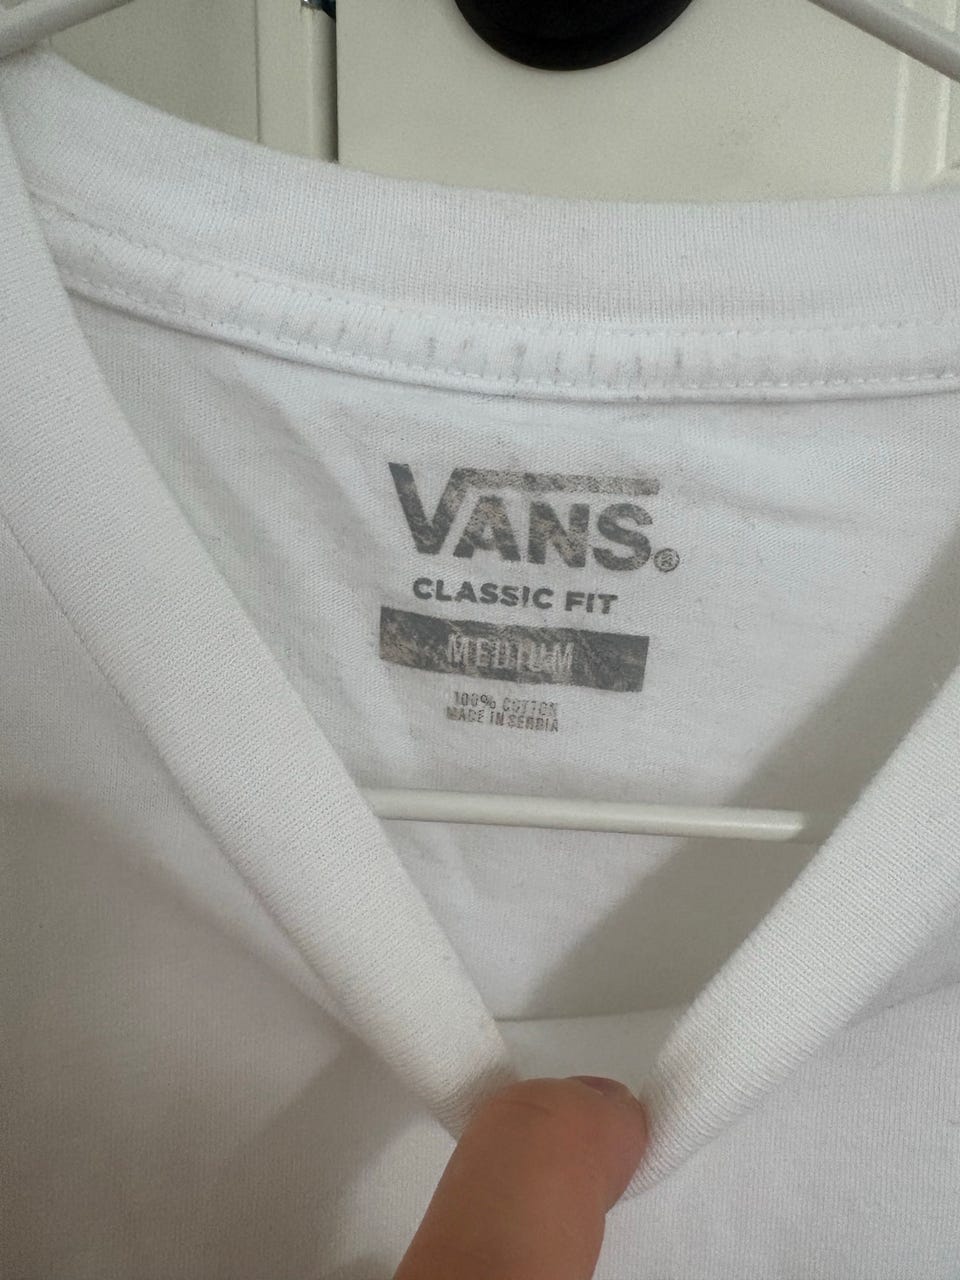 VANS®
CLASSIC FIT
MEDIUM
100% COTTON
MADE IN SERBIA